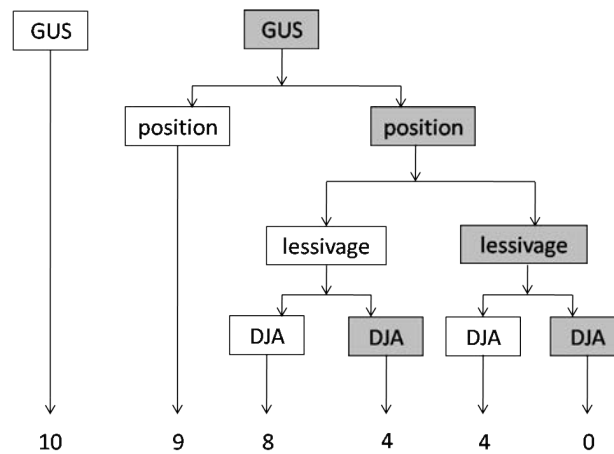 GUS GUS
position position
lessivage lessivage
DJA DJA DJA DJA
10 9 8 4 4 0